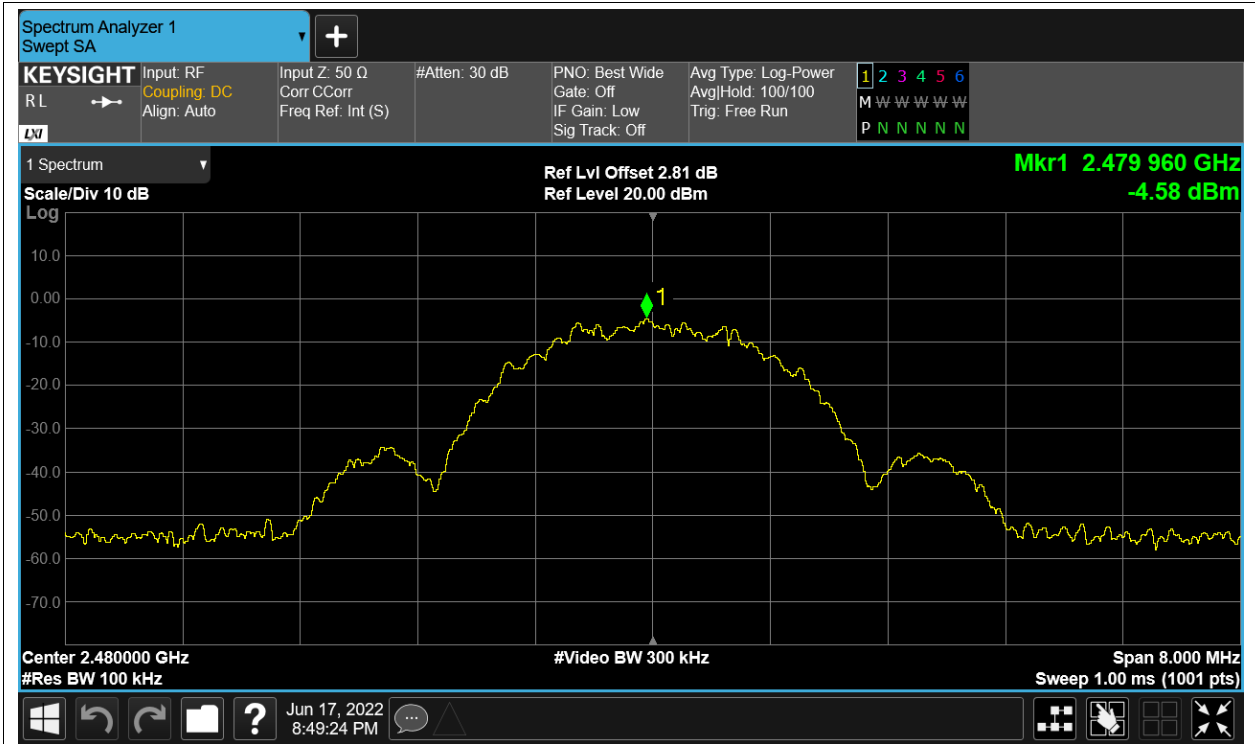 Spectrum Analyzer 1
Swept SA
KEYSIGHT
R L
LXI
Input: RF
Coupling: DC
Align: Auto
Input Z: 50 Ω
Corr CCorr
Freq Ref: Int (S)
#Atten: 30 dB
PNO: Best Wide
Gate: Off
IF Gain: Low
Sig Track: Off
Avg Type: Log-Power
Avg|Hold: 100/100
Trig: Free Run
1 2 3 4 5 6
M W W W W W W
P N N N N N
1 Spectrum
Scale/Div 10 dB
Log
Ref Lvl Offset 2.81 dB
Ref Level 20.00 dBm
Mkr1 2.479 960 GHz
-4.58 dBm
10.0
0.00
-10.0
-20.0
-30.0
-40.0
-50.0
-60.0
-70.0
1
Center 2.480000 GHz
#Res BW 100 kHz
#Video BW 300 kHz
Span 8.000 MHz
Sweep 1.00 ms (1001 pts)
?
Jun 17, 2022
8:49:24 PM